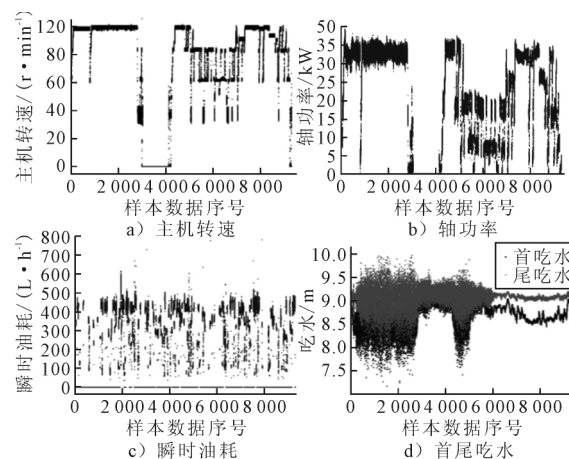 主机转速/(r·min⁻¹)
120
100
80
60
40
20
0
0 2 000 4 000 6 000 8 000
样本数据序号
a）主机转速
轴功率/kW
40
35
30
25
20
15
10
5
0
0 2 000 4 000 6 000 8 000
样本数据序号
b）轴功率
瞬时油耗/(L·h⁻¹)
800
700
600
500
400
300
200
100
0
0 2 000 4 000 6 000 8 000
样本数据序号
c）瞬时油耗
吃水/m
10.0
9.5
9.0
8.5
8.0
7.5
首吃水
尾吃水
0 2 000 4 000 6 000 8 000
样本数据序号
d）首尾吃水